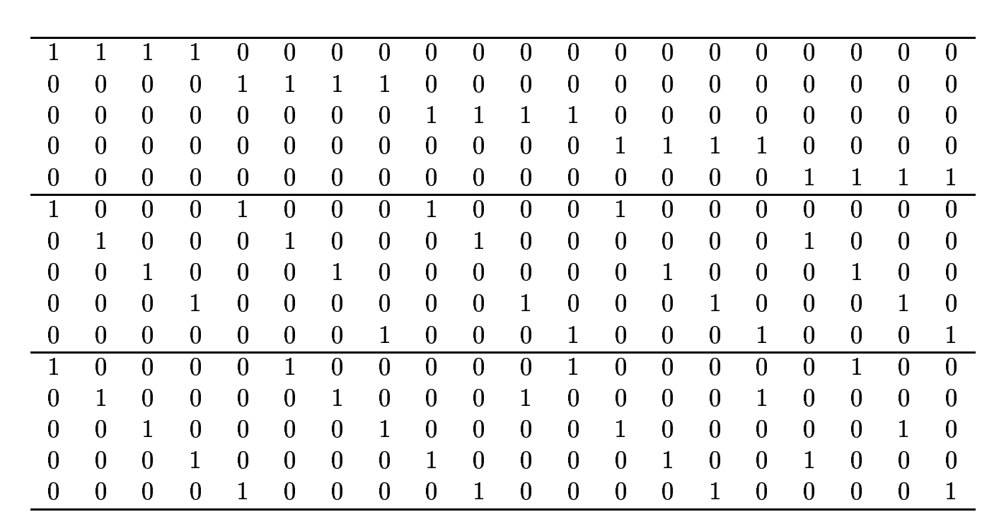 1 1 1 1 0 0 0 0 0 0 0 0 0 0 0 0 0 0 0 0
0 0 0 0 1 1 1 1 0 0 0 0 0 0 0 0 0 0 0 0
0 0 0 0 0 0 0 0 1 1 1 1 0 0 0 0 0 0 0 0
0 0 0 0 0 0 0 0 0 0 0 0 1 1 1 1 0 0 0 0
0 0 0 0 0 0 0 0 0 0 0 0 0 0 0 0 1 1 1 1
1 0 0 0 1 0 0 0 1 0 0 0 1 0 0 0 0 0 0 0
0 1 0 0 0 1 0 0 0 1 0 0 0 0 0 0 1 0 0 0
0 0 1 0 0 0 1 0 0 0 0 0 0 1 0 0 0 1 0 0
0 0 0 1 0 0 0 0 0 0 1 0 0 0 1 0 0 0 1 0
0 0 0 0 0 0 0 1 0 0 0 1 0 0 0 1 0 0 0 1
1 0 0 0 0 1 0 0 0 0 0 1 0 0 0 0 0 1 0 0
0 1 0 0 0 0 1 0 0 0 1 0 0 0 0 1 0 0 0 0
0 0 1 0 0 0 0 1 0 0 0 0 1 0 0 0 0 0 1 0
0 0 0 1 0 0 0 0 1 0 0 0 0 1 0 0 1 0 0 0
0 0 0 0 1 0 0 0 0 1 0 0 0 0 1 0 0 0 0 1